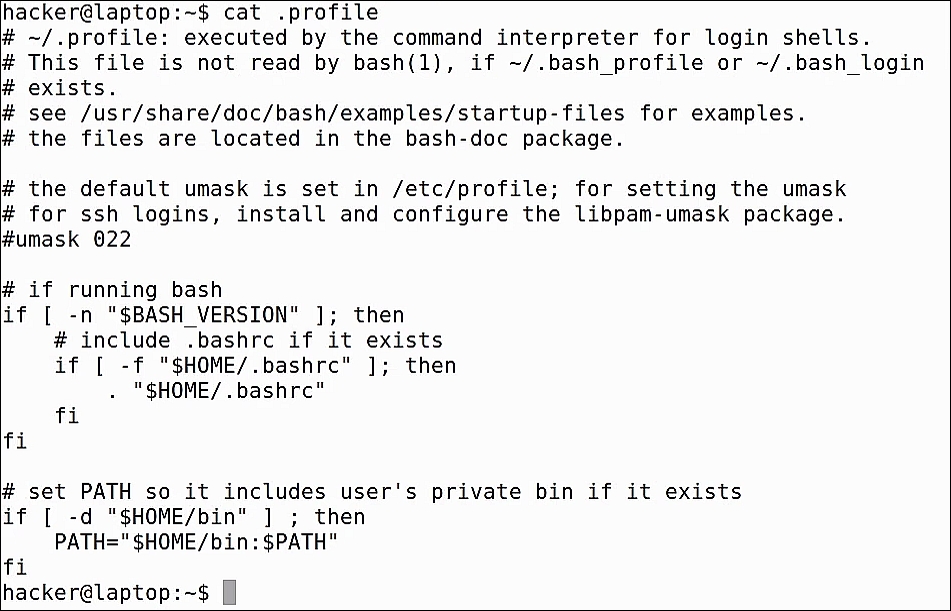 hacker@laptop:~$ cat .profile
# ~/.profile: executed by the command interpreter for login shells.
# This file is not read by bash(1), if ~/.bash_profile or ~/.bash_login
# exists.
# see /usr/share/doc/bash/examples/startup-files for examples.
# the files are located in the bash-doc package.

# the default umask is set in /etc/profile; for setting the umask
# for ssh logins, install and configure the libpam-umask package.
#umask 022

# if running bash
if [ -n "$BASH_VERSION" ]; then
    # include .bashrc if it exists
    if [ -f "$HOME/.bashrc" ]; then
        . "$HOME/.bashrc"
    fi
fi

# set PATH so it includes user's private bin if it exists
if [ -d "$HOME/bin" ] ; then
    PATH="$HOME/bin:$PATH"
fi
hacker@laptop:~$